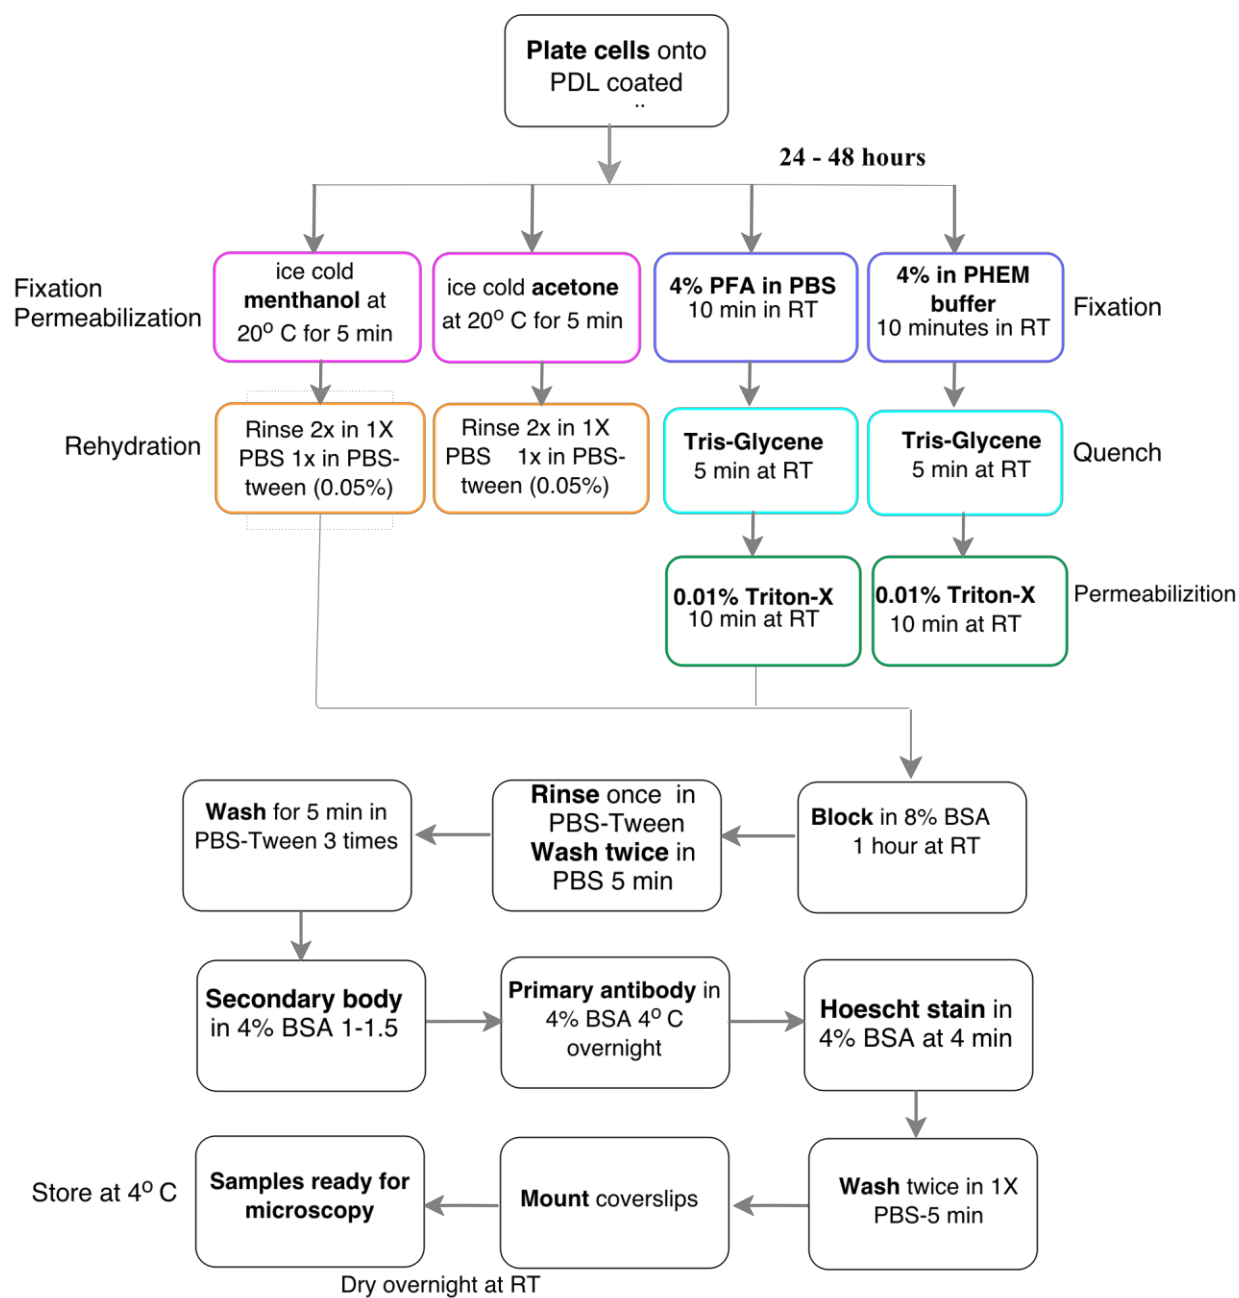 Plate cells onto
PDL coated
..
24 - 48 hours
Fixation
Permeabilization
ice cold
menthanol at
20º C for 5 min
ice cold acetone
at 20º C for 5 min
4% PFA in PBS
10 min in RT
4% in PHEM
buffer
10 minutes in RT
Fixation
Rehydration
Rinse 2x in 1X
PBS 1x in PBS-
tween (0.05%)
Rinse 2x in 1X
PBS 1x in PBS-
tween (0.05%)
Tris-Glycene
5 min at RT
Tris-Glycene
5 min at RT
Quench
0.01% Triton-X
10 min at RT
0.01% Triton-X
10 min at RT
Permeabilizition
Wash for 5 min in
PBS-Tween 3 times
Rinse once in
PBS-Tween
Wash twice in
PBS 5 min
Block in 8% BSA
1 hour at RT
Secondary body
in 4% BSA 1-1.5
Primary antibody in
4% BSA 4º C
overnight
Hoescht stain in
4% BSA at 4 min
Store at 4º C
Samples ready for
microscopy
Mount coverslips
Wash twice in 1X
PBS-5 min
Dry overnight at RT